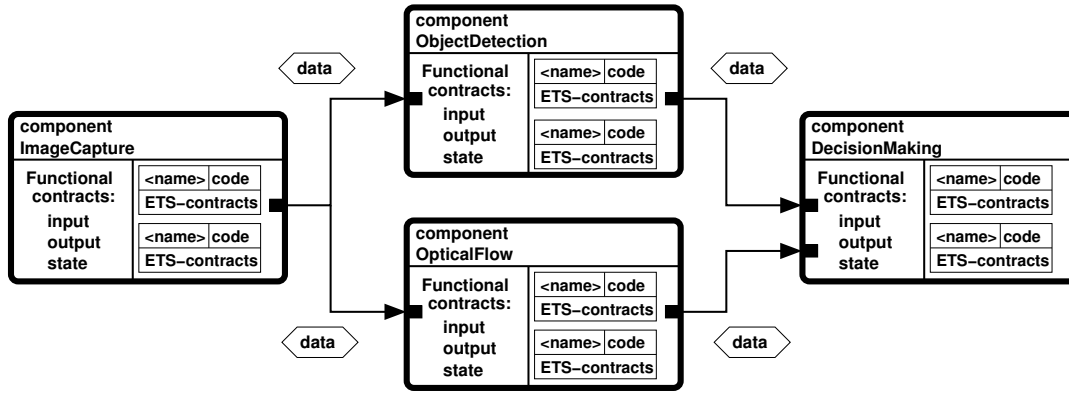 component
ImageCapture
Functional
contracts:
input
output
state
<name> code
ETS-contracts
<name> code
ETS-contracts
data
data
component
ObjectDetection
Functional
contracts:
input
output
state
<name> code
ETS-contracts
<name> code
ETS-contracts
component
OpticalFlow
Functional
contracts:
input
output
state
<name> code
ETS-contracts
<name> code
ETS-contracts
data
data
component
DecisionMaking
Functional
contracts:
input
output
state
<name> code
ETS-contracts
<name> code
ETS-contracts